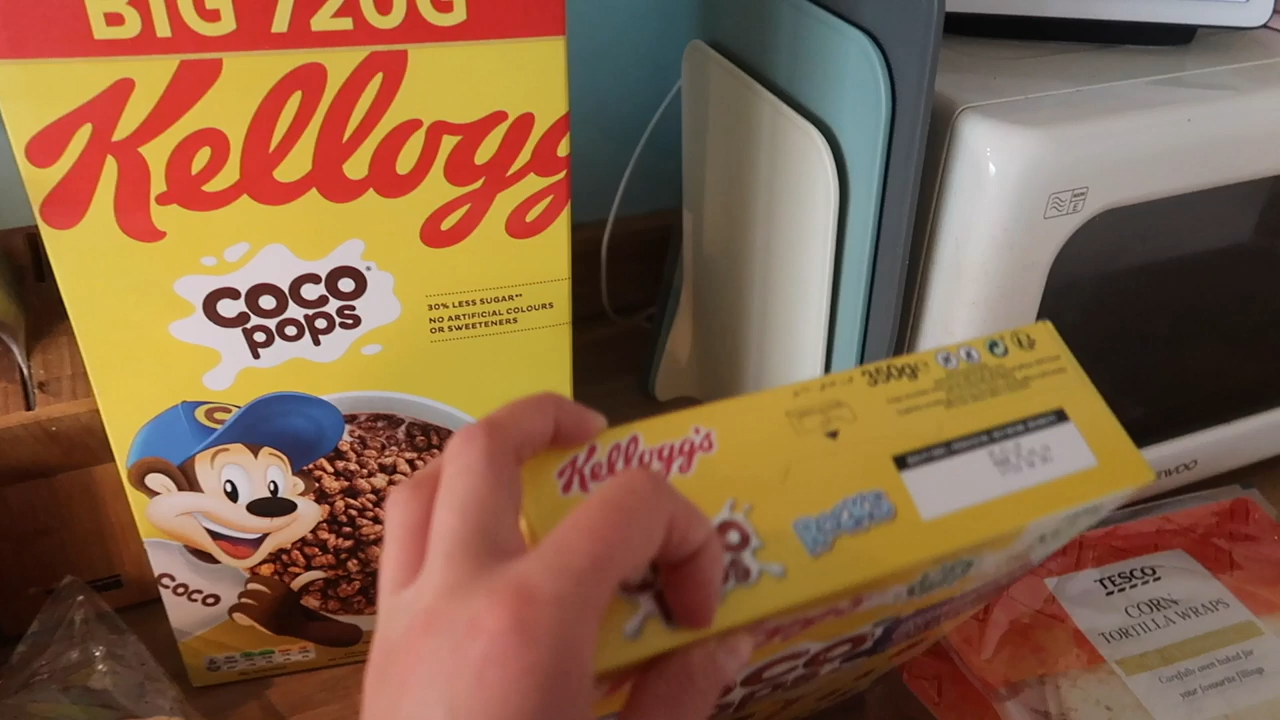 BIG 720G
Kellogg
coco
pops
30% LESS SUGAR**
NO ARTIFICIAL COLOURS
OR SWEETENERS
C
COCO
350g e
Kellogg's
Rocks
TESCO
CORN
TORTILLA WRAPS
Carefully oven baked for
your favourite fillings